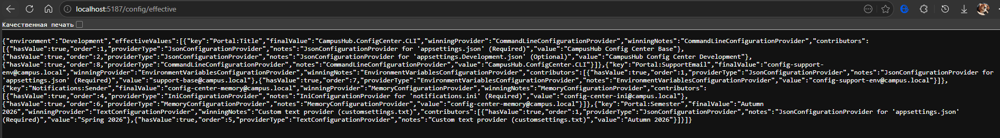 localhost:5187/config/effective
Качественная печать
{"environment":"Development","effectiveValues":[{"key":"Portal:Title","finalValue":"CampusHub.ConfigCenter.CLI","winningProvider":"CommandLineConfigurationProvider","winningNotes":"CommandLineConfigurationProvider","contributors":
[{"hasValue":true,"order":1,"providerType":"JsonConfigurationProvider","notes":"JsonConfigurationProvider for 'appsettings.json' (Required)","value":"CampusHub Config Center Base"},
{"hasValue":true,"order":2,"providerType":"JsonConfigurationProvider","notes":"JsonConfigurationProvider for 'appsettings.Development.json' (Optional)","value":"CampusHub Config Center Development"},
{"hasValue":true,"order":8,"providerType":"CommandLineConfigurationProvider","notes":"CommandLineConfigurationProvider","value":"CampusHub.ConfigCenter.CLI"}]},{"key":"Portal:SupportEmail","finalValue":"config-support-
env@campus.local","winningProvider":"EnvironmentVariablesConfigurationProvider","winningNotes":"EnvironmentVariablesConfigurationProvider","contributors":[{"hasValue":true,"order":1,"providerType":"JsonConfigurationProvider","notes":"JsonConfigurationProvider for
'appsettings.json' (Required)","value":"support-base@campus.local"},{"hasValue":true,"order":7,"providerType":"EnvironmentVariablesConfigurationProvider","notes":"EnvironmentVariablesConfigurationProvider","value":"config-support-env@campus.local"}]},
{"key":"Notifications:Sender","finalValue":"config-center-memory@campus.local","winningProvider":"MemoryConfigurationProvider","winningNotes":"MemoryConfigurationProvider","contributors":
[{"hasValue":true,"order":4,"providerType":"IniConfigurationProvider","notes":"IniConfigurationProvider for 'notifications.ini' (Required)","value":"config-center-ini@campus.local"},
{"hasValue":true,"order":6,"providerType":"MemoryConfigurationProvider","notes":"MemoryConfigurationProvider","value":"config-center-memory@campus.local"}]},{"key":"Portal:Semester","finalValue":"Autumn
2026","winningProvider":"TextConfigurationProvider","winningNotes":"Custom text provider (customsettings.txt)","contributors":[{"hasValue":true,"order":1,"providerType":"JsonConfigurationProvider","notes":"JsonConfigurationProvider for 'appsettings.json'
(Required)","value":"Spring 2026"},{"hasValue":true,"order":5,"providerType":"TextConfigurationProvider","notes":"Custom text provider (customsettings.txt)","value":"Autumn 2026"}]}]}